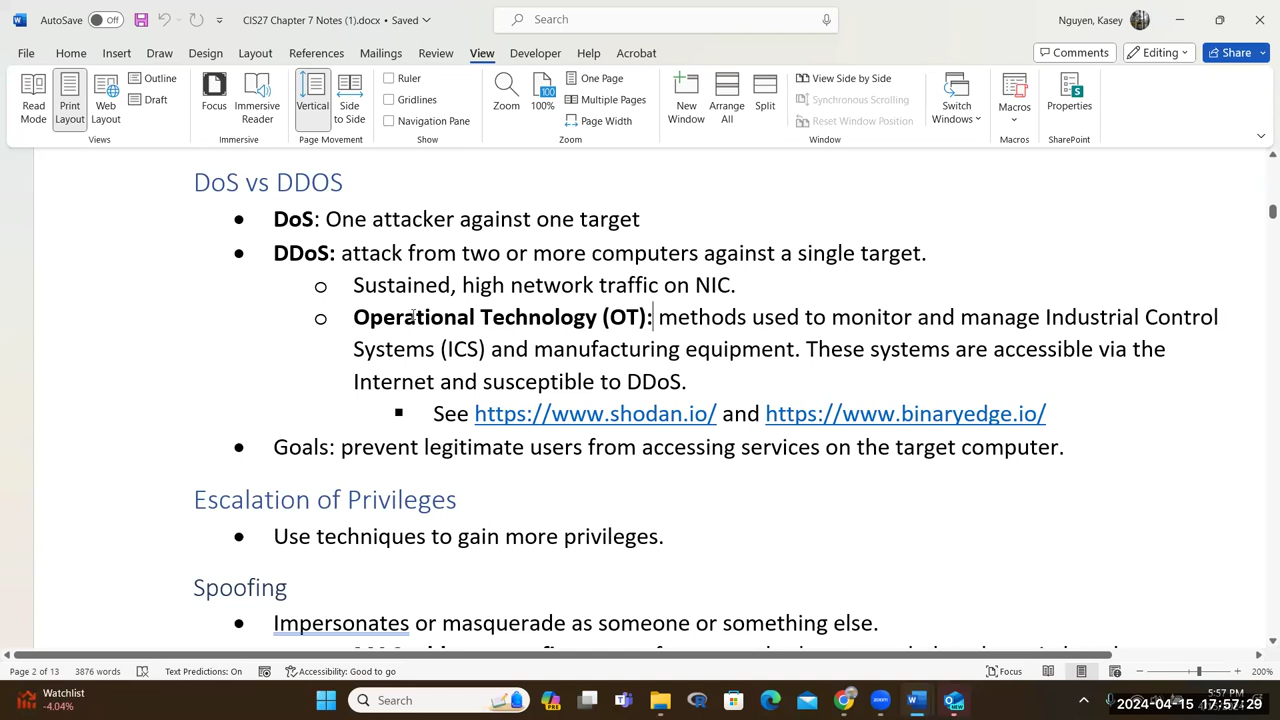 AutoSave Off CIS27 Chapter 7 Notes (1).docx • Saved Search Nguyen, Kasey
File Home Insert Draw Design Layout References Mailings Review View Developer Help Acrobat Comments Editing Share
Read Mode Print Layout Web Layout Outline Draft Focus Immersive Reader Vertical Side to Side Ruler Gridlines Navigation Pane Zoom 100 100% One Page Multiple Pages Page Width New Window Arrange All Split View Side by Side Synchronous Scrolling Reset Window Position Switch Windows Macros Properties
Views Immersive Page Movement Show Zoom Window Macros SharePoint
DoS vs DDOS
• DoS: One attacker against one target
• DDoS: attack from two or more computers against a single target.
o Sustained, high network traffic on NIC.
o Operational Technology (OT): methods used to monitor and manage Industrial Control
Systems (ICS) and manufacturing equipment. These systems are accessible via the
Internet and susceptible to DDoS.
▪ See https://www.shodan.io/ and https://www.binaryedge.io/
• Goals: prevent legitimate users from accessing services on the target computer.
Escalation of Privileges
• Use techniques to gain more privileges.
Spoofing
• Impersonates or masquerade as someone or something else.
Page 2 of 13 3876 words Text Predictions: On Accessibility: Good to go Focus 200%
Watchlist
-4.04%
Search
5:57 PM
2024-04-15 17:57:29